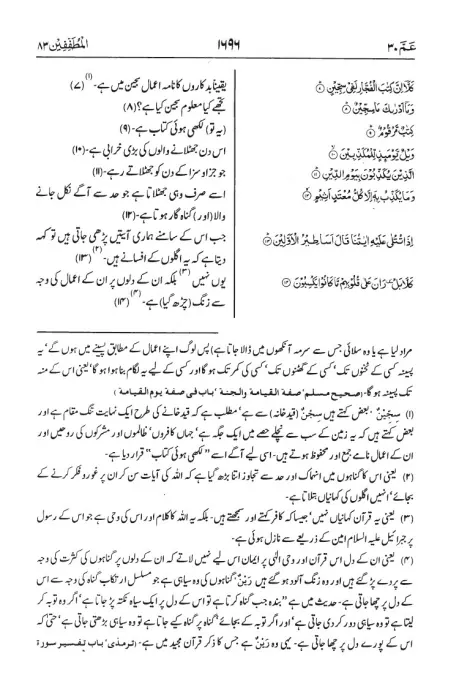 المطففين ۸۳
۱٦۹٦
عمّ ۳۰
كَلَّآ اِنَّ كِتٰبَ الْفُجَّارِ لَفِيْ سِجِّيْنٍ
وَمَآ اَدْرٰىكَ مَا سِجِّيْنٌ
كِتٰبٌ مَّرْقُوْمٌ
وَيْلٌ يَّوْمَىِٕذٍ لِّلْمُكَذِّبِيْنَ
الَّذِيْنَ يُكَذِّبُوْنَ بِيَوْمِ الدِّيْنِ
وَمَا يُكَذِّبُ بِهٖٓ اِلَّا كُلُّ مُعْتَدٍ اَثِيْمٍ
اِذَا تُتْلٰى عَلَيْهِ اٰيٰتُنَا قَالَ اَسَاطِيْرُ الْاَوَّلِيْنَ
كَلَّا بَلْ رَانَ عَلٰى قُلُوْبِهِمْ مَّا كَانُوْا يَكْسِبُوْنَ
یقیناً بدکاروں کا نامہ اعمال سجین میں ہے۔ (۱) (۷)
تجھے کیا معلوم سجین کیا ہے؟ (۸)
(یہ تو) لکھی ہوئی کتاب ہے۔ (۹)
اس دن جھٹلانے والوں کی بڑی خرابی ہے۔ (۱۰)
جو جزا و سزا کے دن کو جھٹلاتے رہے۔ (۱۱)
اسے صرف وہی جھٹلاتا ہے جو حد سے آگے نکل جانے
والا (اور) گناہ گار ہوتا ہے۔ (۱۲)
جب اس کے سامنے ہماری آیتیں پڑھی جاتی ہیں تو کہہ
دیتا ہے کہ یہ اگلوں کے افسانے ہیں۔ (۲) (۱۳)
یوں نہیں (۳) بلکہ ان کے دلوں پر ان کے اعمال کی وجہ
سے زنگ (چڑھ گیا) ہے۔ (۴) (۱۴)
مراد لیا ہے یا وہ سلائی جس سے سرمہ آنکھوں میں ڈالا جاتا ہے) پس لوگ اپنے اعمال کے مطابق پسینے میں ہوں گے، یہ
پسینہ کسی کے ٹخنوں تک، کسی کے گھٹنوں تک، کسی کی کمر تک ہوگا اور کسی کے لیے یہ لگام بنا ہوا ہوگا، یعنی اس کے منہ
تک پسینہ ہوگا۔ (صحیح مسلم، صفة القيامة والجنة، باب فی صفة يوم القيامة)
(۱) سِجِّيْنٌ، بعض کہتے ہیں سِجْنٌ (قید خانہ) سے ہے، مطلب ہے کہ قید خانے کی طرح ایک نہایت تنگ مقام ہے اور
بعض کہتے ہیں کہ یہ زمین کے سب سے نچلے حصے میں ایک جگہ ہے، جہاں کافروں، ظالموں اور مشرکوں کی روحیں اور
ان کے اعمال نامے جمع اور محفوظ ہوتے ہیں۔ اسی لیے آگے اسے "لکھی ہوئی کتاب" قرار دیا ہے۔
(۲) یعنی اس کا گناہوں میں انہماک اور حد سے تجاوز اتنا بڑھ گیا ہے کہ اللہ کی آیات سن کر ان پر غور و فکر کرنے کے
بجائے، انہیں اگلوں کی کہانیاں بتلاتا ہے۔
(۳) یعنی یہ قرآن کہانیاں نہیں، جیسا کہ کافر کہتے اور سمجھتے ہیں۔ بلکہ یہ اللہ کا کلام اور اس کی وحی ہے جو اس کے رسول
پر جبرائیل علیہ السلام امین کے ذریعے سے نازل ہوئی ہے۔
(۴) یعنی ان کے دل اس قرآن اور وحی الٰہی پر ایمان اس لیے نہیں لاتے کہ ان کے دلوں پر گناہوں کی کثرت کی وجہ
سے پردے پڑ گئے ہیں اور وہ زنگ آلود ہو گئے ہیں رَيْنٌ، گناہوں کی وہ سیاہی ہے جو مسلسل ارتکاب گناہ کی وجہ سے اس
کے دل پر چھا جاتی ہے۔ حدیث میں ہے "بندہ جب گناہ کرتا ہے تو اس کے دل پر ایک سیاہ نکتہ پڑ جاتا ہے، اگر وہ توبہ کر
لیتا ہے تو وہ سیاہی دور کر دی جاتی ہے، اور اگر توبہ کے بجائے، گناہ پر گناہ کیے جاتا ہے تو وہ سیاہی بڑھتی جاتی ہے، حتیٰ کہ
اس کے پورے دل پر چھا جاتی ہے۔ یہی وہ رَيْنٌ ہے جس کا ذکر قرآن مجید میں ہے۔ (ترمذی، باب تفسير سورة